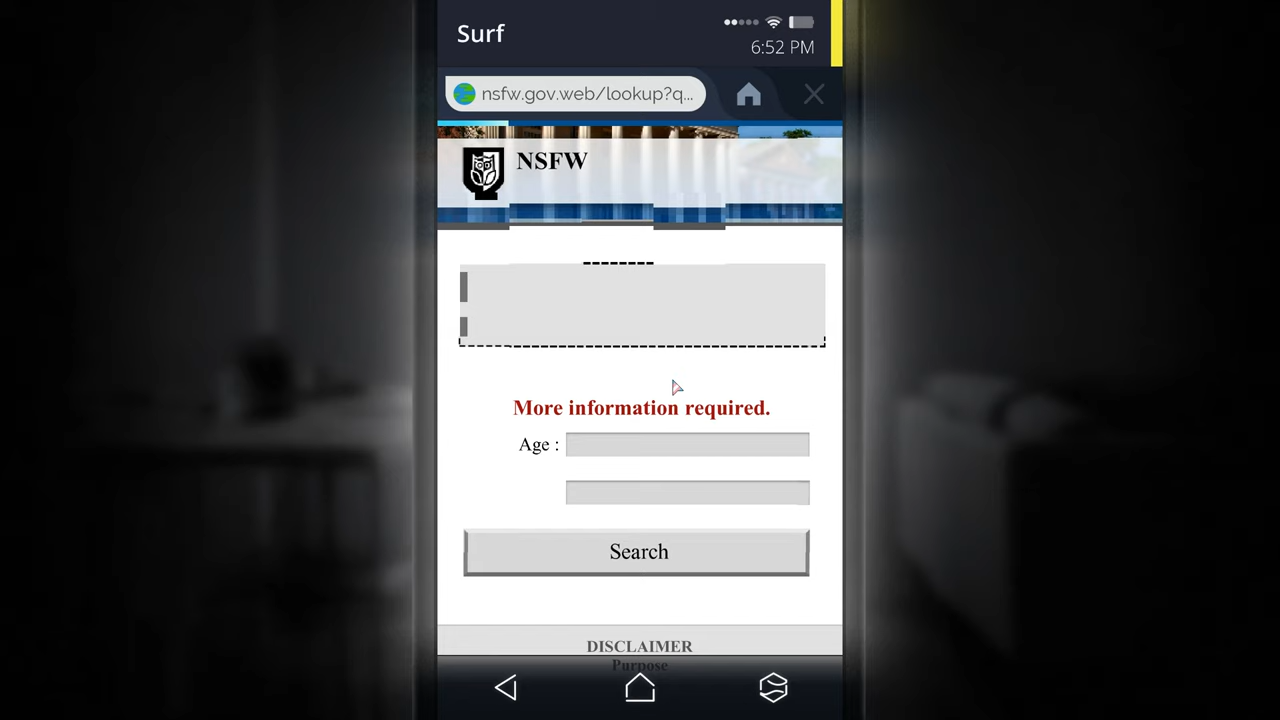 Surf
6:52 PM
nsfw.gov.web/lookup?q...
NSFW
More information required.
Age :
Search
DISCLAIMER
Purpose